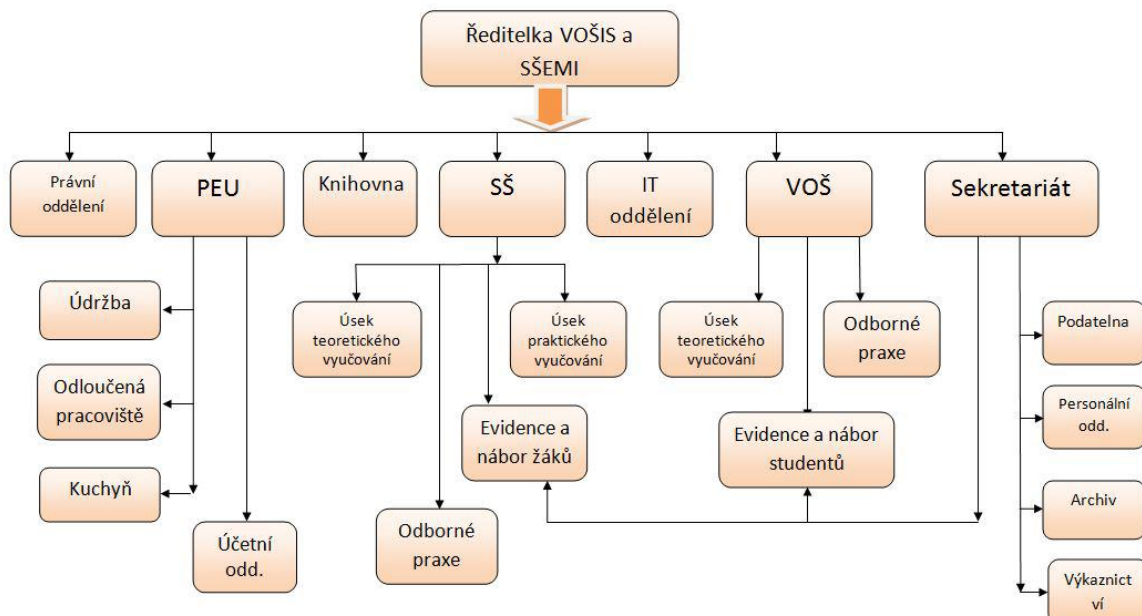 Ředitelka VOŠIS a
SŠEMI
Právní
oddělení
PEU
Knihovna
SŠ
IT
oddělení
VOŠ
Sekretariát
Údržba
Odloučená
pracoviště
Kuchyň
Účetní
odd.
Úsek
teoretického
vyučování
Úsek
praktického
vyučování
Evidence a
nábor žáků
Odborné
praxe
Úsek
teoretického
vyučování
Odborné
praxe
Evidence a nábor
studentů
Podatelna
Personální
odd.
Archiv
Výkaznict
ví